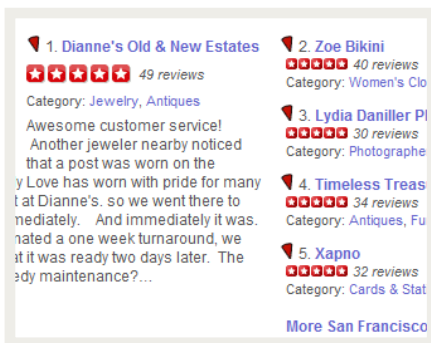 1. Dianne's Old & New Estates
49 reviews
Category: Jewelry, Antiques
Awesome customer service!
Another jeweler nearby noticed
that a post was worn on the
y Love has worn with pride for many
t at Dianne's. so we went there to
mediately. And immediately it was.
nated a one week turnaround, we
at it was ready two days later. The
edy maintenance?...
2. Zoe Bikini
40 reviews
Category: Women's Clo
3. Lydia Daniller P
30 reviews
Category: Photographe
4. Timeless Treas
34 reviews
Category: Antiques, Fu
5. Xapno
32 reviews
Category: Cards & Stat
More San Francisco